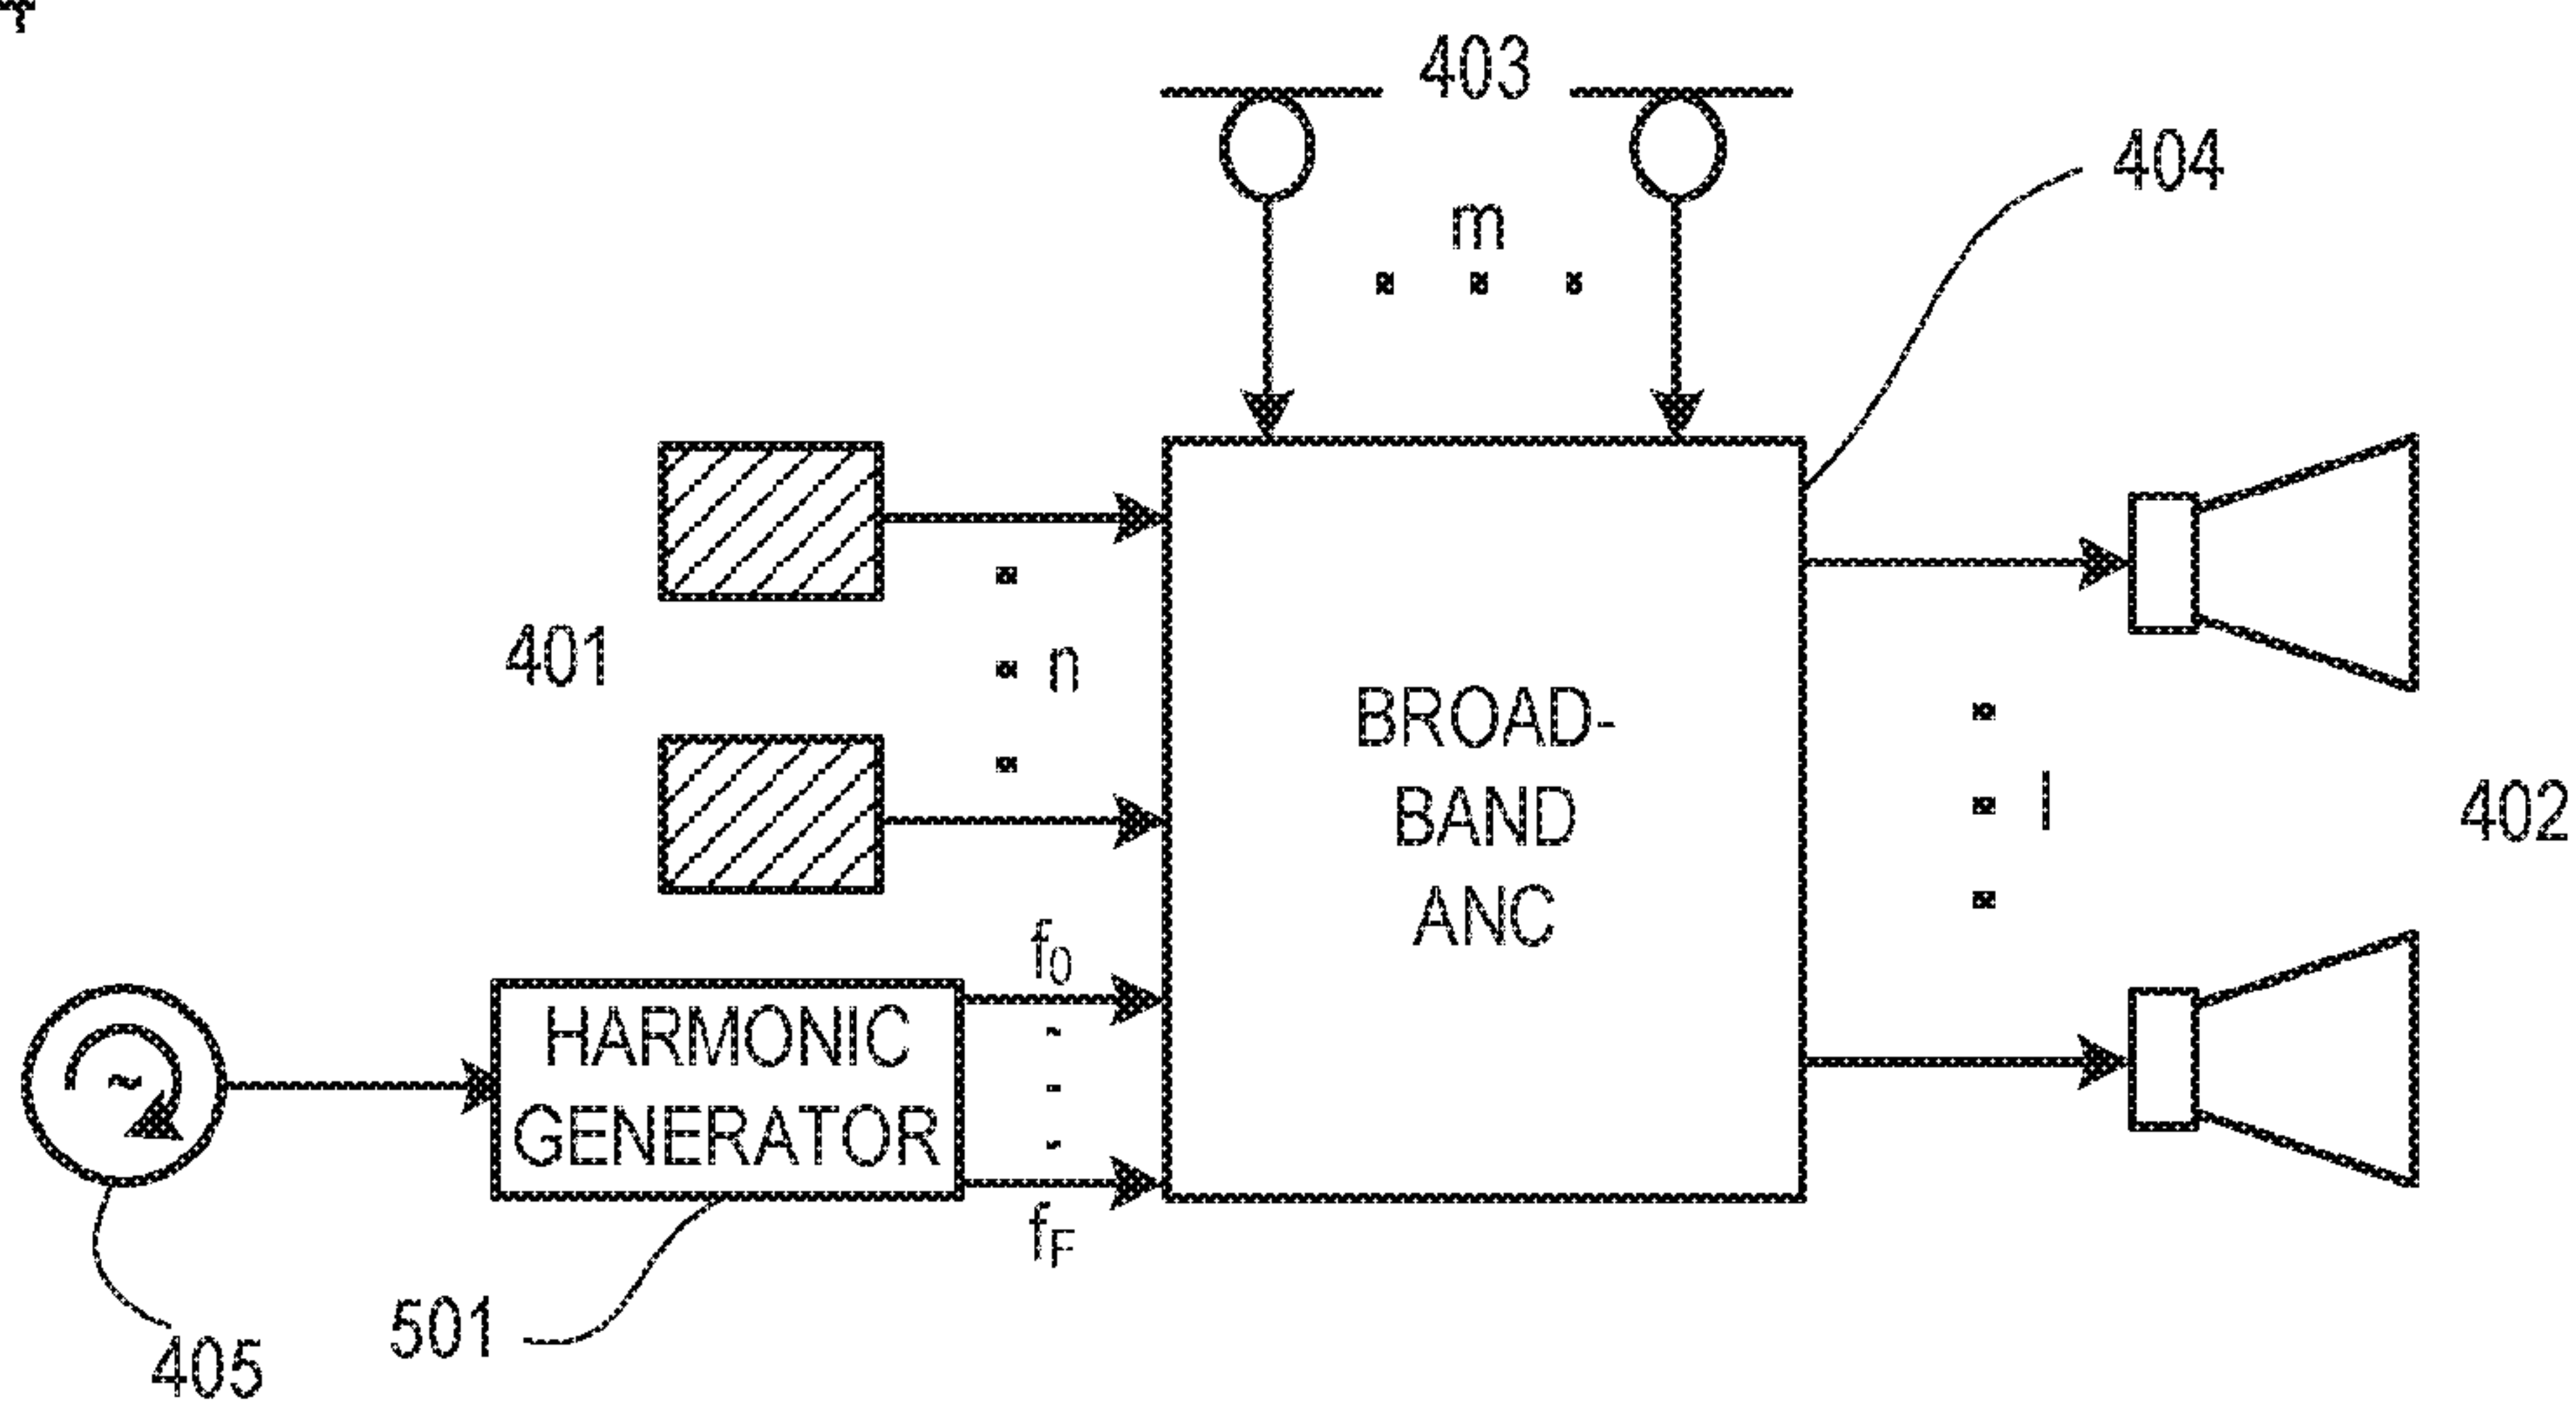 403
404
m
401
n
BROAD-
BAND
ANC
l
402
f0
HARMONIC
GENERATOR
fF
501
405